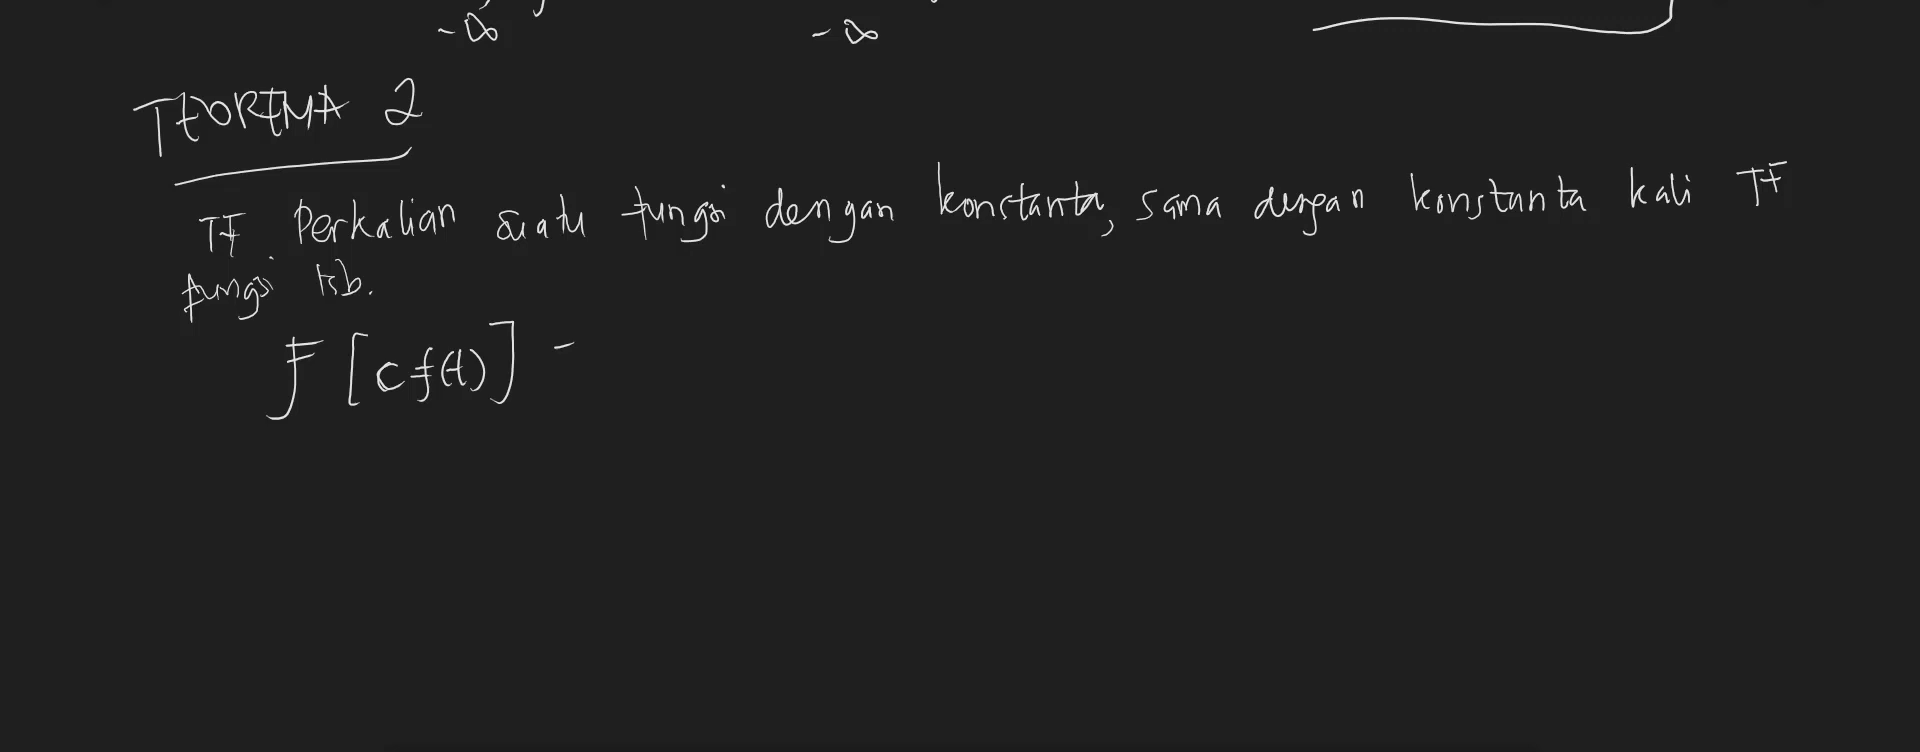 -∞ -∞
TEOREMA 2
TF Perkalian suatu fungsi dengan konstanta, sama dengan konstanta kali TF
fungsi tsb.
F [c f(t)] -